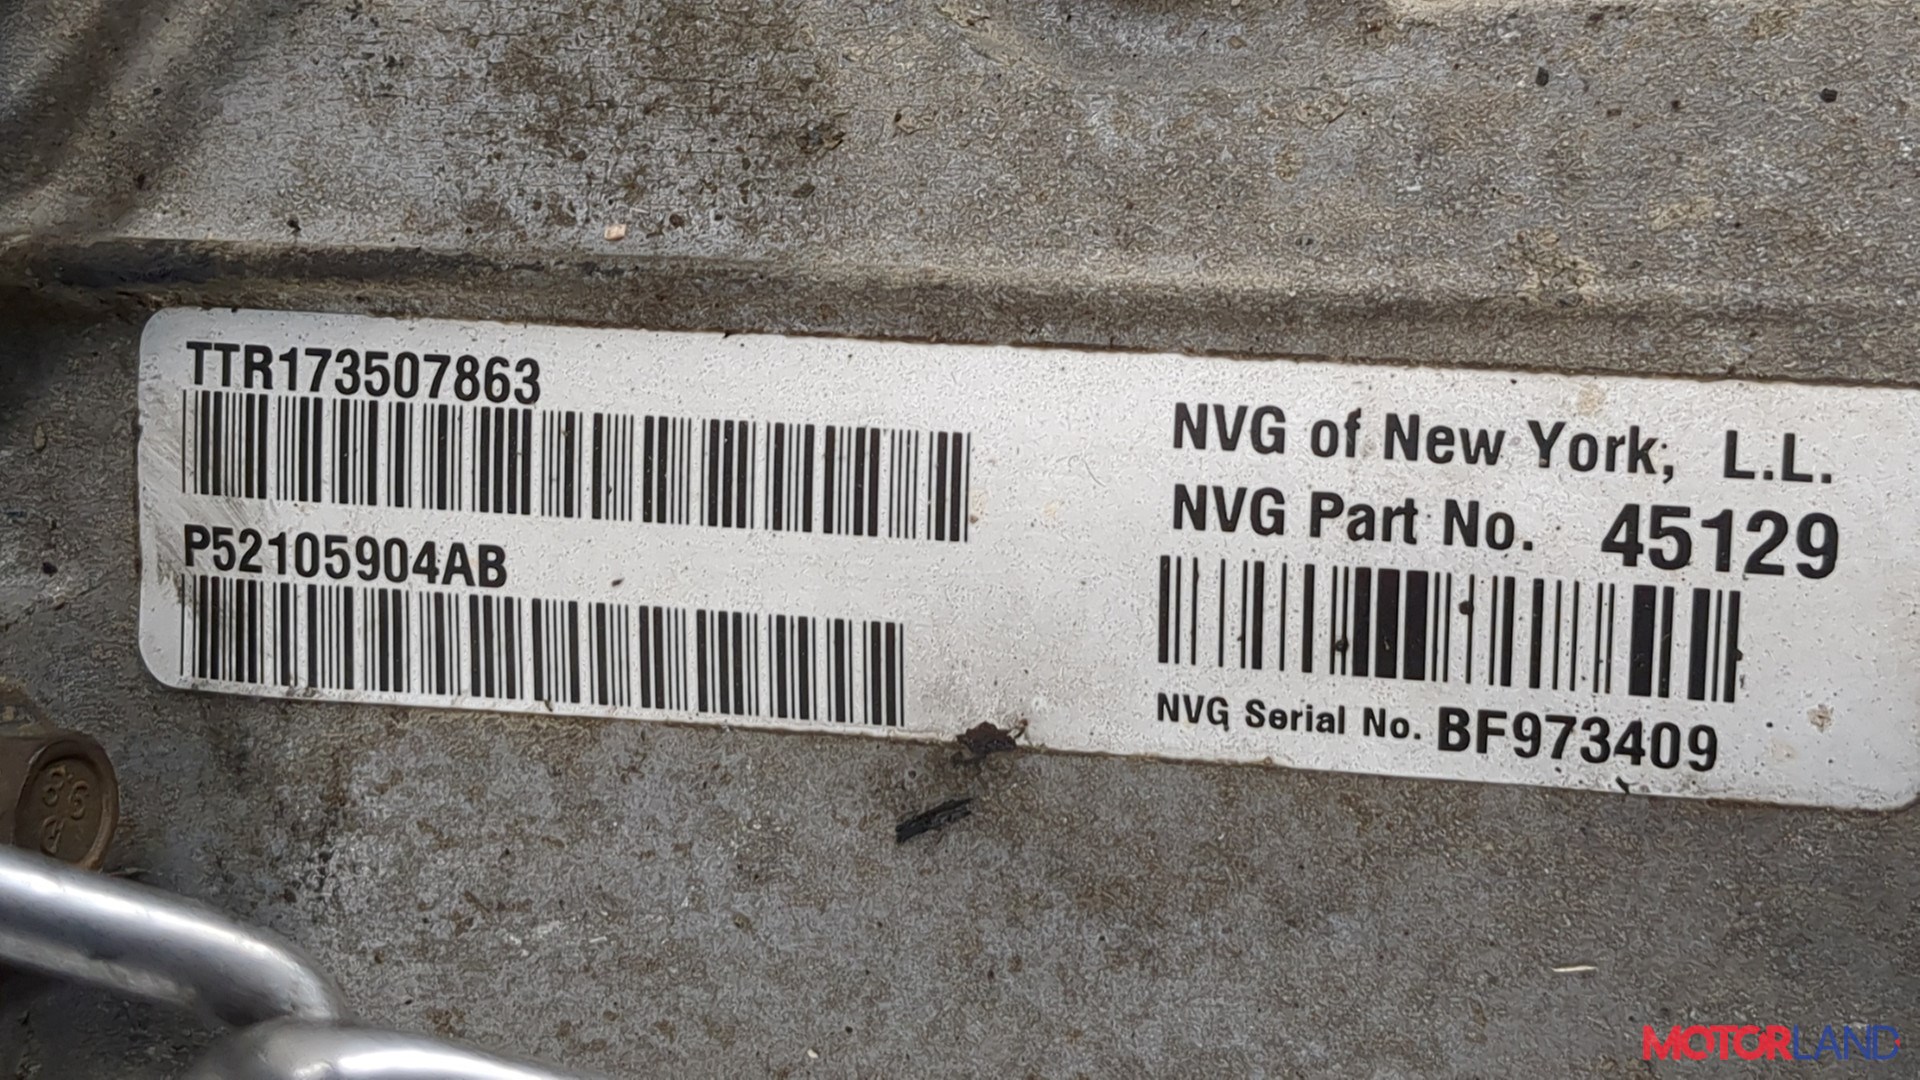 TTR173507863
P52105904AB
NVG of New York, L.L.
NVG Part No. 45129
NVG Serial No. BF973409
MOTORLAND